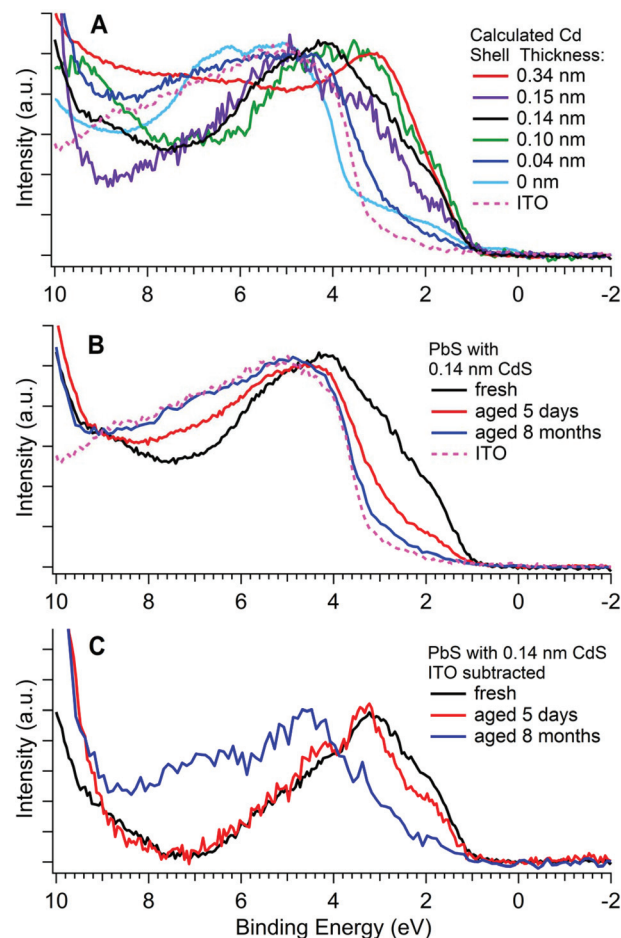 A
Calculated Cd
Shell Thickness:
0.34 nm
0.15 nm
0.14 nm
0.10 nm
0.04 nm
0 nm
ITO
Intensity (a.u.)
10 8 6 4 2 0 -2
B
PbS with
0.14 nm CdS
fresh
aged 5 days
aged 8 months
ITO
Intensity (a.u.)
10 8 6 4 2 0 -2
C
PbS with 0.14 nm CdS
ITO subtracted
fresh
aged 5 days
aged 8 months
Intensity (a.u.)
10 8 6 4 2 0 -2
Binding Energy (eV)